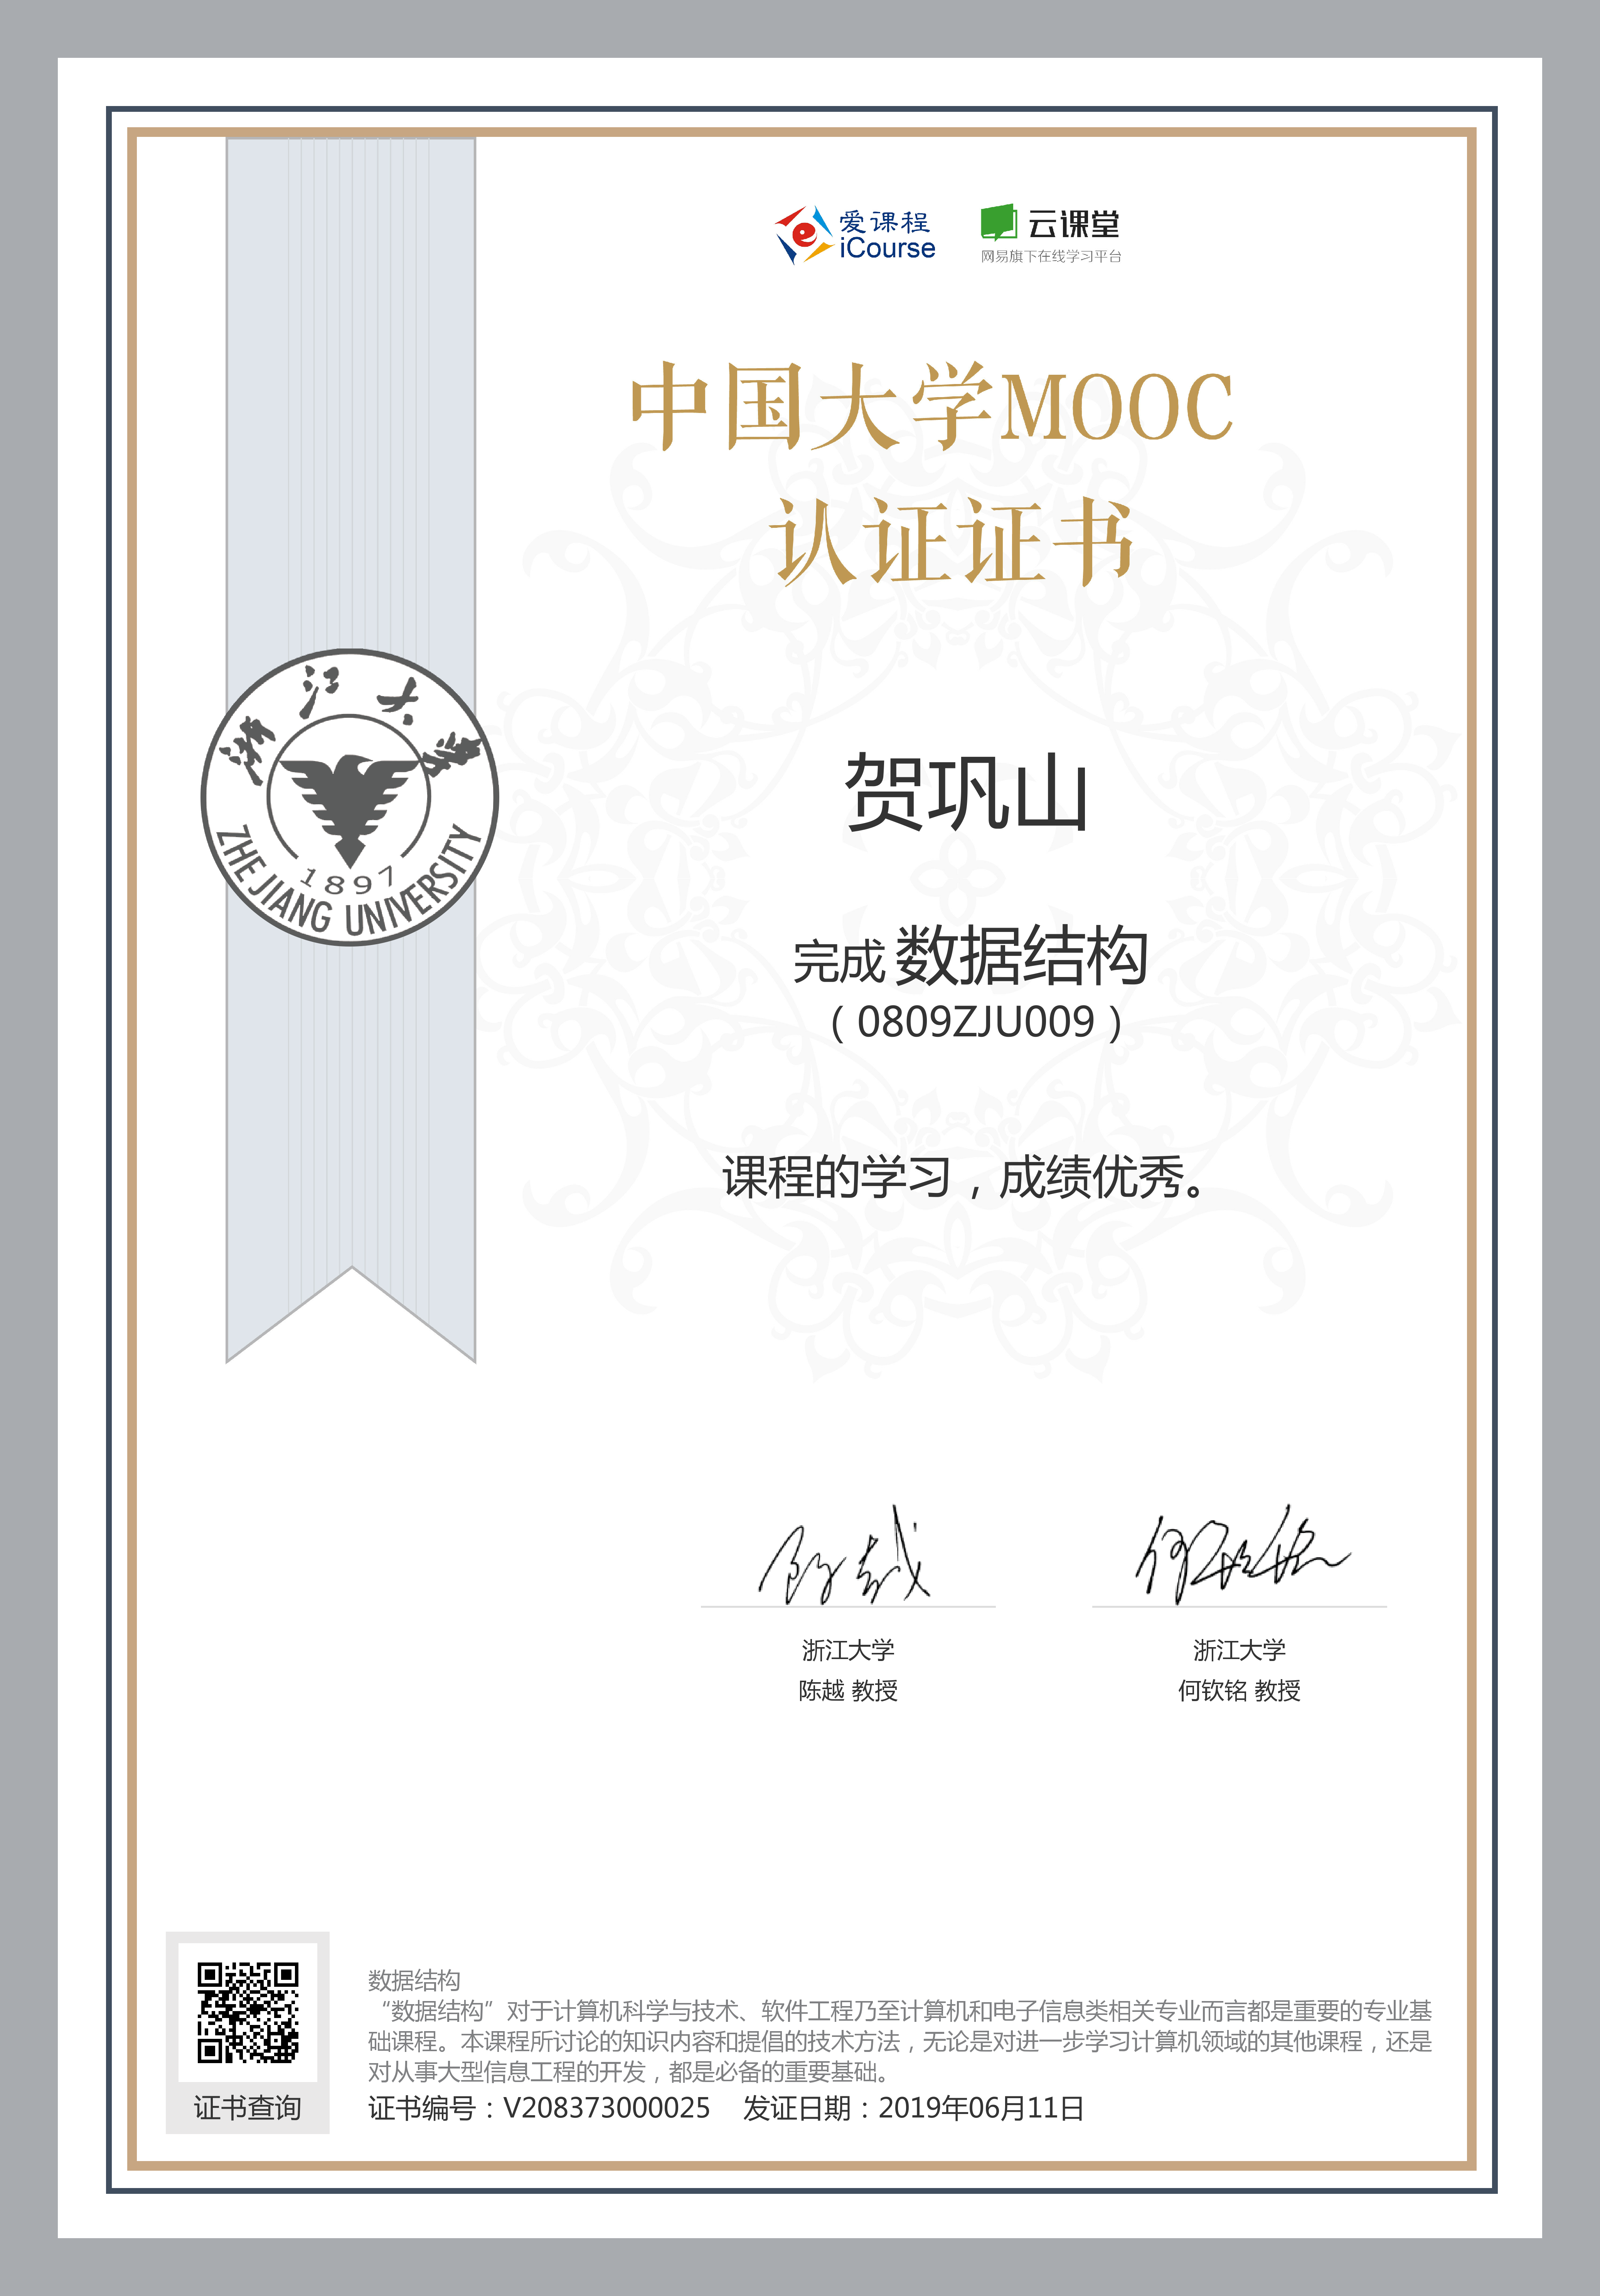 爱课程
iCourse
云课堂
网易旗下在线学习平台
中国大学MOOC
认证证书
浙江大学
1897
ZHEJIANG UNIVERSITY
贺巩山
完成 数据结构
（0809ZJU009）
课程的学习，成绩优秀。
陈越
何钦铭
浙江大学
陈越 教授
浙江大学
何钦铭 教授
证书查询
数据结构
“数据结构”对于计算机科学与技术、软件工程乃至计算机和电子信息类相关专业而言都是重要的专业基
础课程。本课程所讨论的知识内容和提倡的技术方法，无论是对进一步学习计算机领域的其他课程，还是
对从事大型信息工程的开发，都是必备的重要基础。
证书编号：V208373000025 发证日期：2019年06月11日